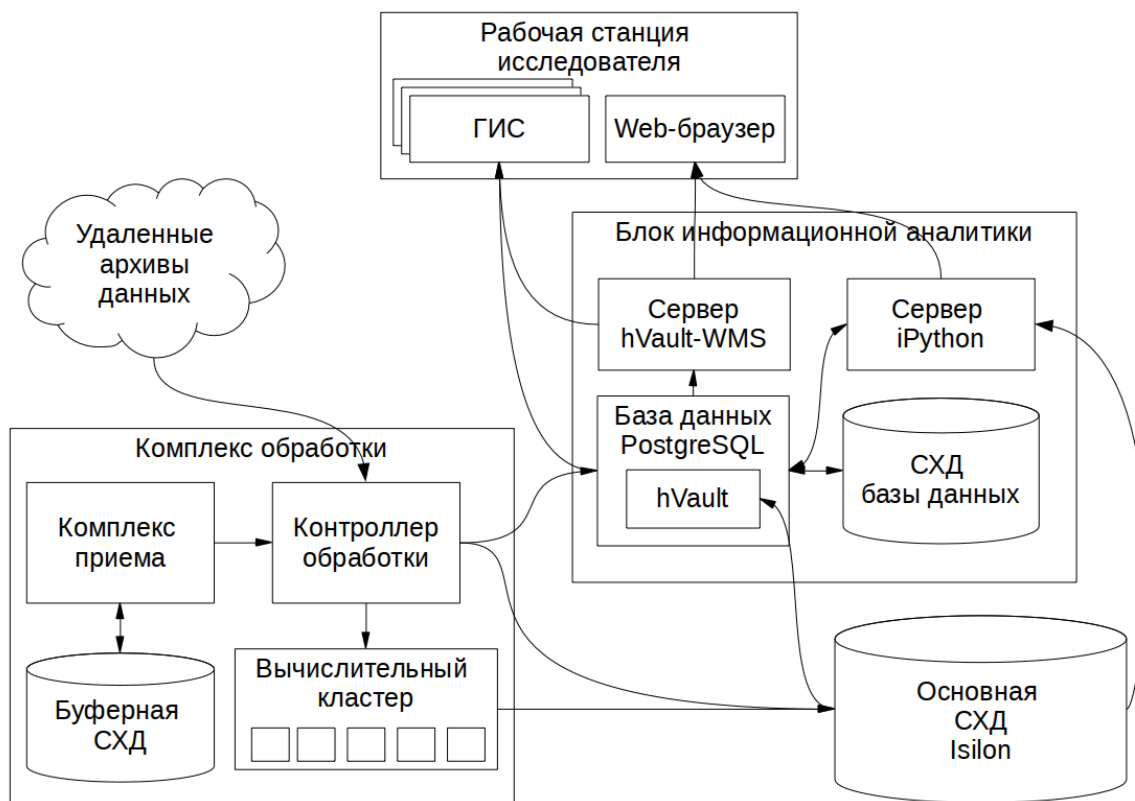 Рабочая станция
исследователя
ГИС
Web-браузер
Удаленные
архивы
данных
Блок информационной аналитики
Сервер
hVault-WMS
Сервер
iPython
База данных
PostgreSQL
hVault
СХД
базы данных
Комплекс обработки
Комплекс
приема
Контроллер
обработки
Буферная
СХД
Вычислительный
кластер
Основная
СХД
Isilon